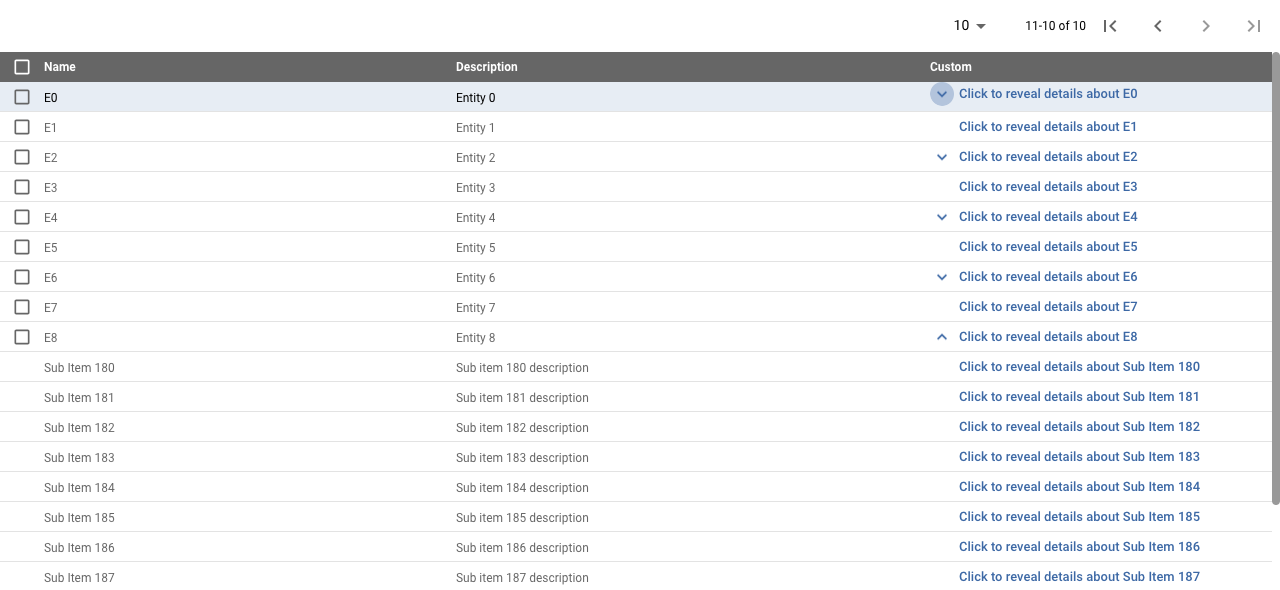 10 11-10 of 10
Name Description Custom
E0 Entity 0 Click to reveal details about E0
E1 Entity 1 Click to reveal details about E1
E2 Entity 2 Click to reveal details about E2
E3 Entity 3 Click to reveal details about E3
E4 Entity 4 Click to reveal details about E4
E5 Entity 5 Click to reveal details about E5
E6 Entity 6 Click to reveal details about E6
E7 Entity 7 Click to reveal details about E7
E8 Entity 8 Click to reveal details about E8
Sub Item 180 Sub item 180 description Click to reveal details about Sub Item 180
Sub Item 181 Sub item 181 description Click to reveal details about Sub Item 181
Sub Item 182 Sub item 182 description Click to reveal details about Sub Item 182
Sub Item 183 Sub item 183 description Click to reveal details about Sub Item 183
Sub Item 184 Sub item 184 description Click to reveal details about Sub Item 184
Sub Item 185 Sub item 185 description Click to reveal details about Sub Item 185
Sub Item 186 Sub item 186 description Click to reveal details about Sub Item 186
Sub Item 187 Sub item 187 description Click to reveal details about Sub Item 187